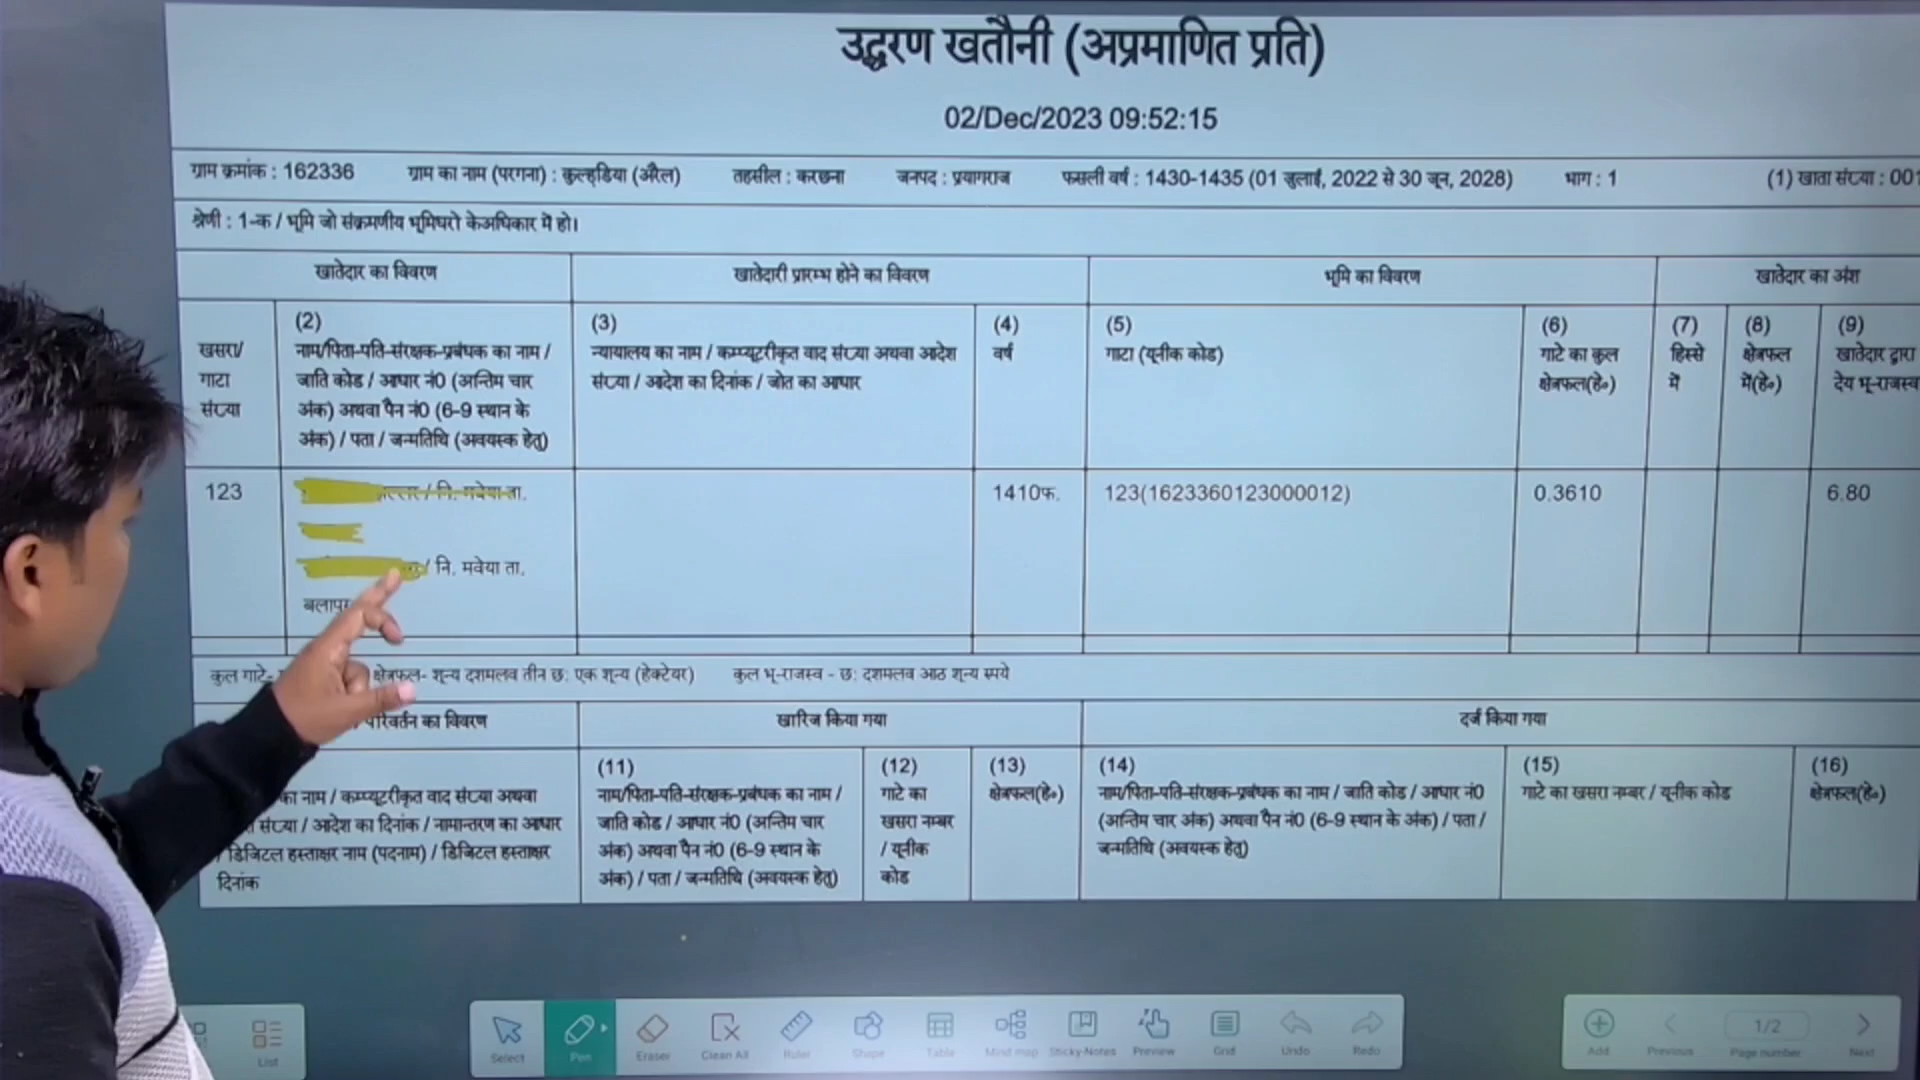 उद्धरण खतौनी (अप्रमाणित प्रति)
02/Dec/2023 09:52:15
ग्राम क्रमांक : 162336 ग्राम का नाम (परगना) : कुल्हडिया (अरैल) तहसील : करछना जनपद : प्रयागराज फसली वर्ष : 1430-1435 (01 जुलाई, 2022 से 30 जून, 2028) भाग : 1 (1) खाता संख्या : 001
श्रेणी : 1-क / भूमि जो संक्रमणीय भूमिधरों केअधिकार में हो।
खातेदार का विवरण खातेदारी प्रारम्भ होने का विवरण भूमि का विवरण खातेदार का अंश
खसरा/
गाटा
संख्या
(2)
नाम/पिता-पति-संरक्षक-प्रबंधक का नाम /
जाति कोड / आधार नं0 (अन्तिम चार
अंक) अथवा पैन नं0 (6-9 स्थान के
अंक) / पता / जन्मतिथि (अवयस्क हेतु)
(3)
न्यायालय का नाम / कम्प्यूटरीकृत वाद संख्या अथवा आदेश
संख्या / आदेश का दिनांक / जोत का आधार
(4)
वर्ष
(5)
गाटा (यूनीक कोड)
(6)
गाटे का कुल
क्षेत्रफल(हे॰)
(7)
हिस्से
में
(8)
क्षेत्रफल
में(हे॰)
(9)
खातेदार द्वारा
देय भू-राजस्व
123
/ नि. मवेया ता.
/ नि. मवेया ता.
1410फ. 123(1623360123000012) 0.3610 6.80
कुल गाटे- क्षेत्रफल- शून्य दशमलव तीन छः एक शून्य (हेक्टेयर) कुल भू-राजस्व - छः दशमलव आठ शून्य रूपये
परिवर्तन का विवरण खारिज किया गया दर्ज किया गया
का नाम / कम्प्यूटरीकृत वाद संख्या अथवा
संख्या / आदेश का दिनांक / नामान्तरण का आधार
/ डिजिटल हस्ताक्षर नाम (पदनाम) / डिजिटल हस्ताक्षर
दिनांक
(11)
नाम/पिता-पति-संरक्षक-प्रबंधक का नाम /
जाति कोड / आधार नं0 (अन्तिम चार
अंक) अथवा पैन नं0 (6-9 स्थान के
अंक) / पता / जन्मतिथि (अवयस्क हेतु)
(12)
गाटे का
खसरा नम्बर
/ यूनीक
कोड
(13)
क्षेत्रफल(हे॰)
(14)
नाम/पिता-पति-संरक्षक-प्रबंधक का नाम / जाति कोड / आधार नं0
(अन्तिम चार अंक) अथवा पैन नं0 (6-9 स्थान के अंक) / पता /
जन्मतिथि (अवयस्क हेतु)
(15)
गाटे का खसरा नम्बर / यूनीक कोड
(16)
क्षेत्रफल(हे॰)
List Select Pen Eraser Clean All Ruler Shape Table Mind map Sticky-Notes Preview Grid Undo Redo Add Previous 1/2 Page number Next